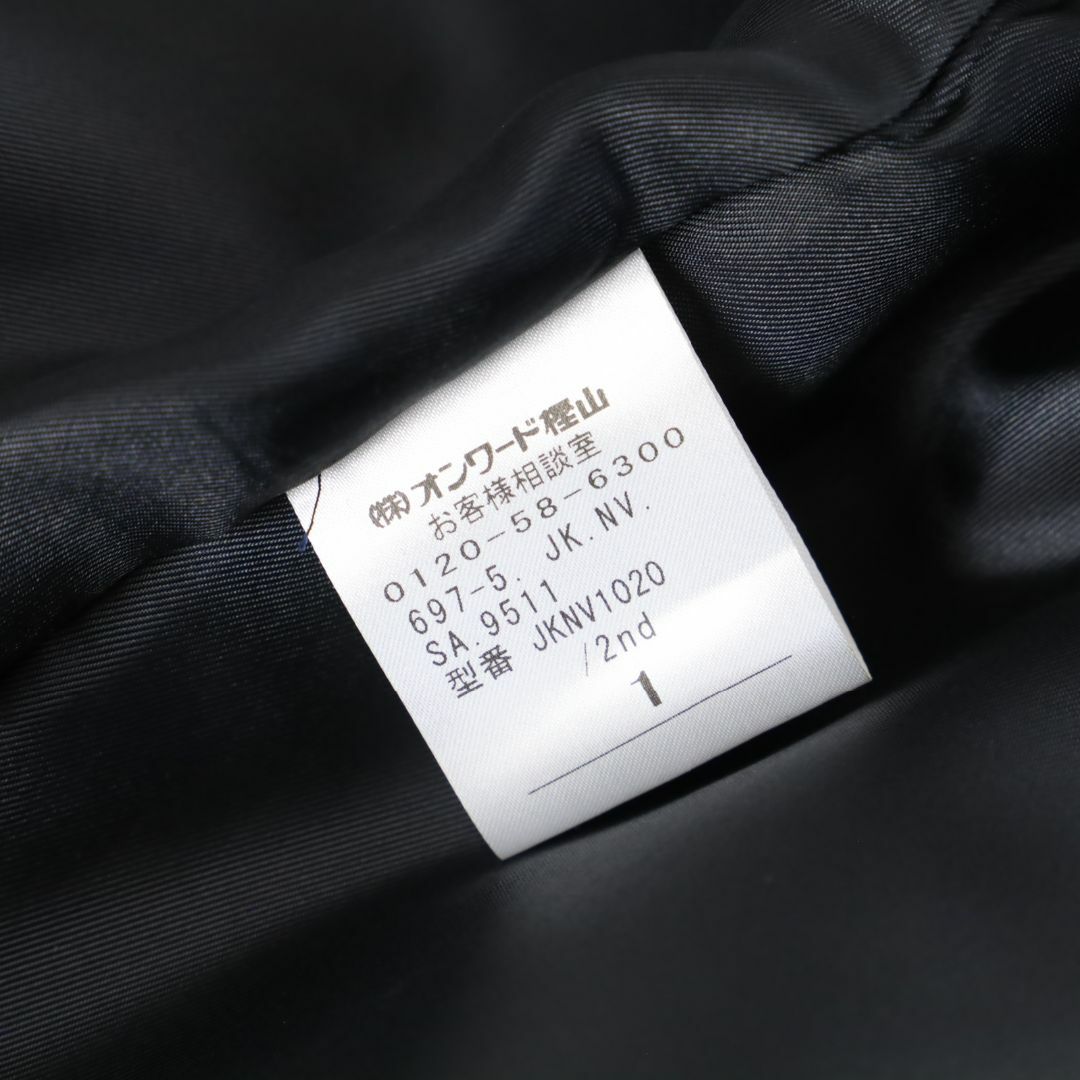 (株)オンワード樫山
お客様相談室
0120-58-6300
697-5. JK.NV.
SA.9511
型番 JKNV1020
/2nd
1